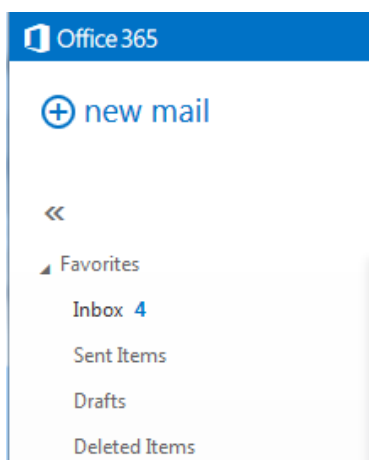 Office 365
new mail
«
Favorites
Inbox 4
Sent Items
Drafts
Deleted Items